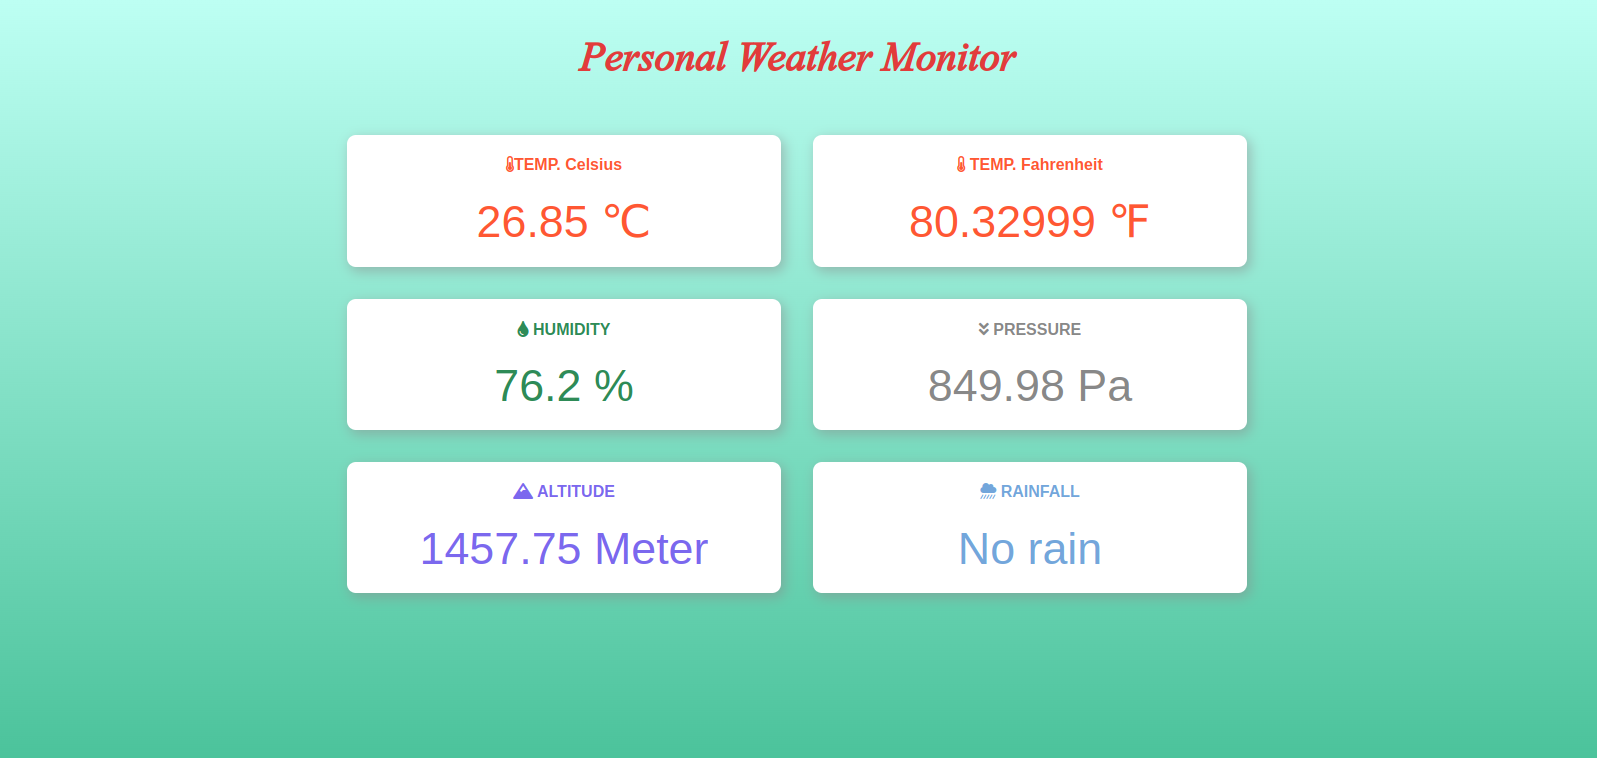 Personal Weather Monitor
TEMP. Celsius
26.85 ℃
TEMP. Fahrenheit
80.32999 ℉
HUMIDITY
76.2 %
PRESSURE
849.98 Pa
ALTITUDE
1457.75 Meter
RAINFALL
No rain